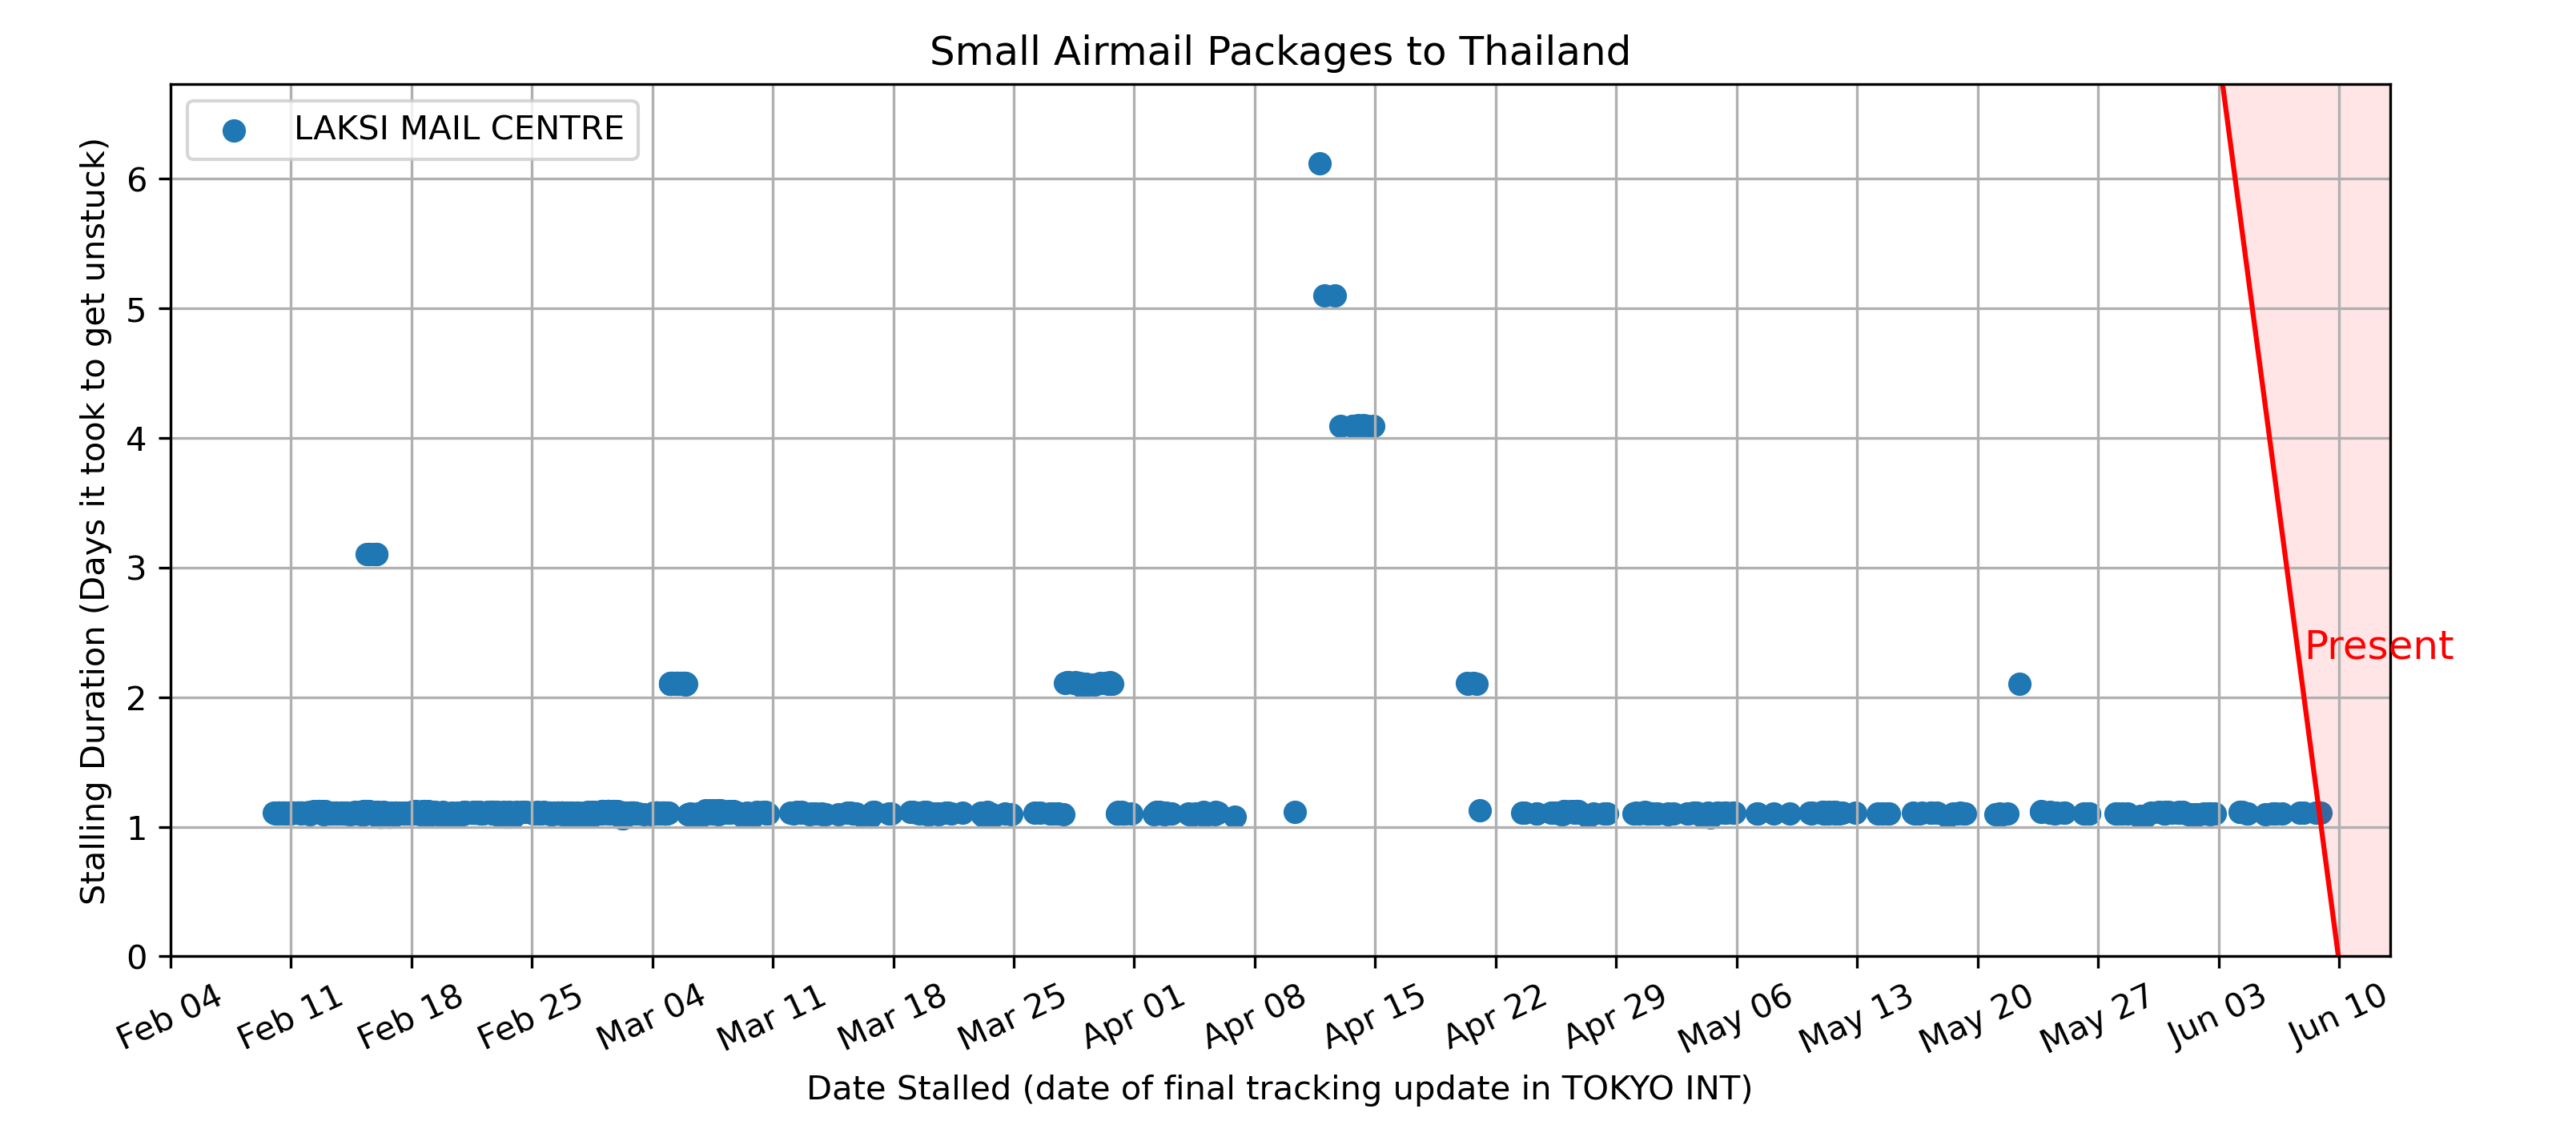 Small Airmail Packages to Thailand
LAKSI MAIL CENTRE
Stalling Duration (Days it took to get unstuck)
6
5
4
3
2
1
0
Present
Feb 04
Feb 11
Feb 18
Feb 25
Mar 04
Mar 11
Mar 18
Mar 25
Apr 01
Apr 08
Apr 15
Apr 22
Apr 29
May 06
May 13
May 20
May 27
Jun 03
Jun 10
Date Stalled (date of final tracking update in TOKYO INT)